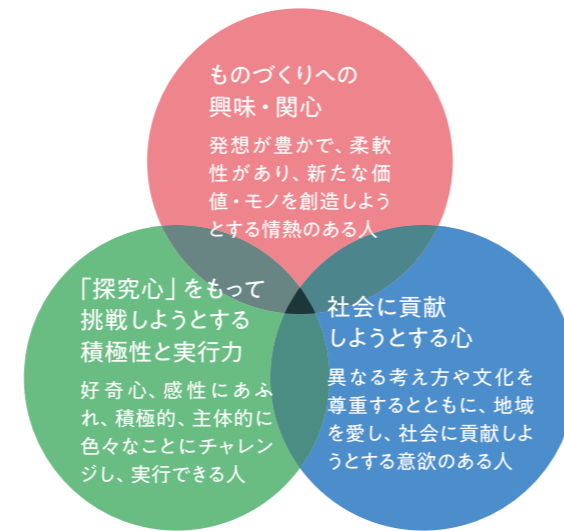 ものづくりへの
興味・関心
発想が豊かで、柔軟
性があり、新たな価
値・モノを創造しよう
とする情熱のある人
「探究心」をもって
挑戦しようとする
積極性と実行力
好奇心、感性にあふ
れ、積極的、主体的に
色々なことにチャレン
ジし、実行できる人
社会に貢献
しようとする心
異なる考え方や文化を
尊重するとともに、地域
を愛し、社会に貢献しよ
うとする意欲のある人